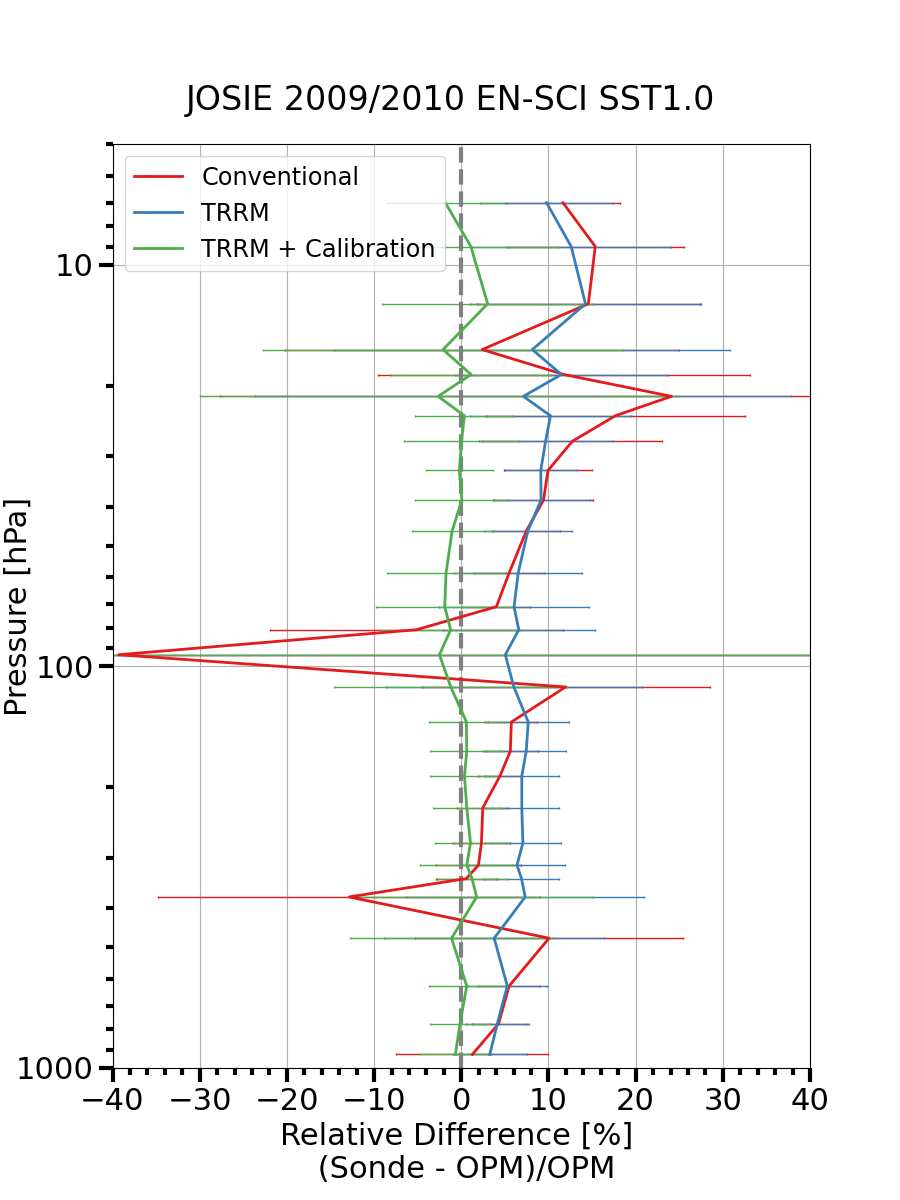 JOSIE 2009/2010 EN-SCI SST1.0
Conventional
TRRM
TRRM + Calibration
10
100
1000
Pressure [hPa]
−40 −30 −20 −10 0 10 20 30 40
Relative Difference [%]
(Sonde - OPM)/OPM